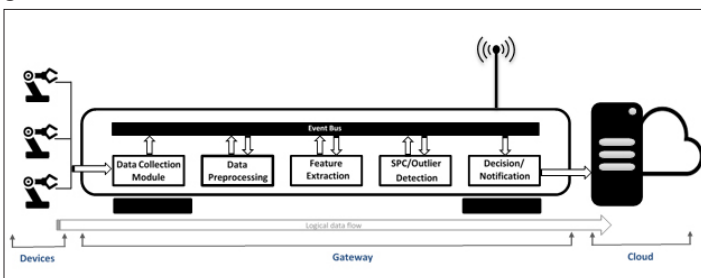 Event Bus
Data Collection
Module
Data
Preprocessing
Feature
Extraction
SPC/Outlier
Detection
Decision/
Notification
Logical data flow
Devices
Gateway
Cloud